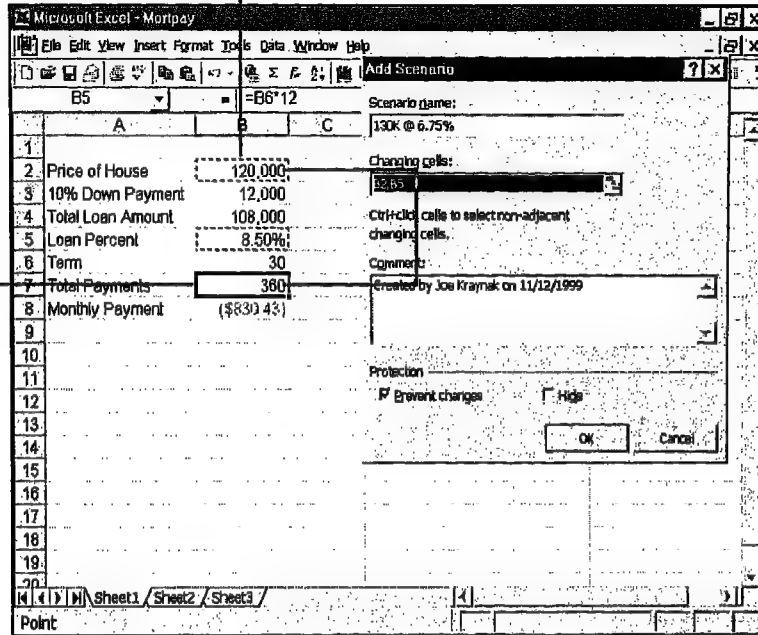 Microsoft Excel - Mortpay
File Edit View Insert Format Tools Data Window Help
B5 = =B6*12
A B C
1
2 Price of House 120,000
3 10% Down Payment 12,000
4 Total Loan Amount 108,000
5 Loan Percent 8.50%
6 Term 30
7 Total Payments 360
8 Monthly Payment ($830.43)
9
10
11
12
13
14
15
16
17
18
19
20
Sheet1 Sheet2 Sheet3
Point
Add Scenario
Scenario name:
130K @ 6.75%
Changing cells:
B2,B5
Ctrl+click cells to select non-adjacent
changing cells.
Comment:
Created by Joe Kraynak on 11/12/1999
Protection
Prevent changes Hide
OK Cancel